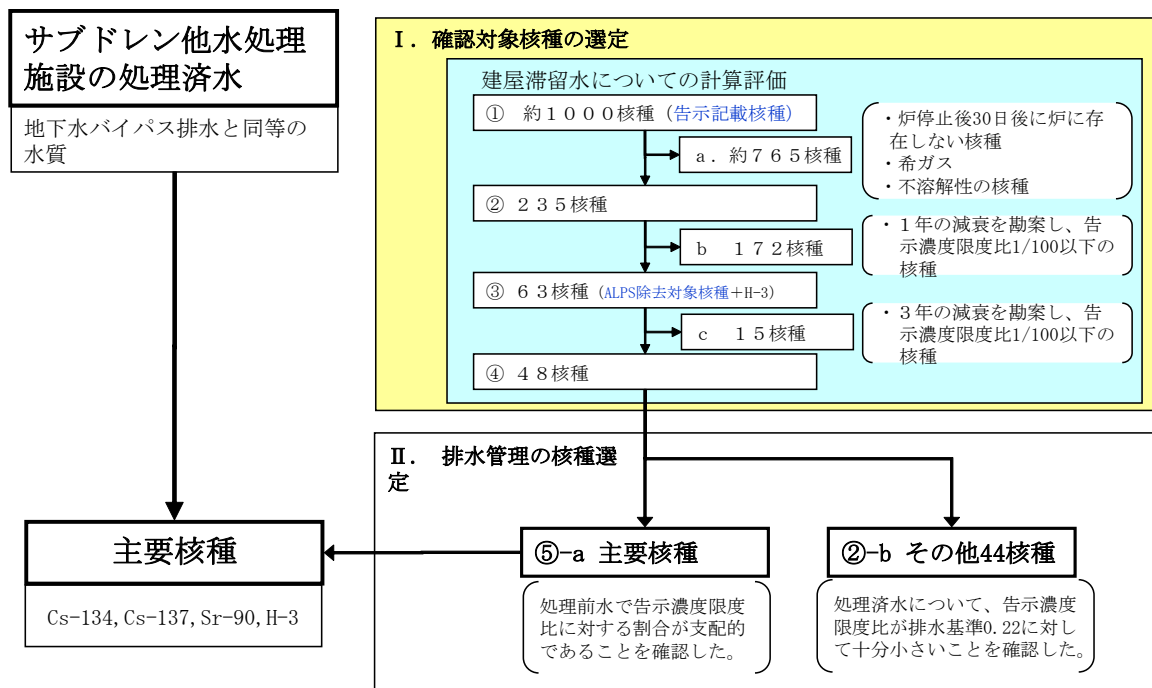 サブドレン他水処理
施設の処理済水
地下水バイパス排水と同等の
水質
主要核種
Cs-134,Cs-137,Sr-90,H-3
Ⅰ．確認対象核種の選定
建屋滞留水についての計算評価
① 約１０００核種（告示記載核種）
a．約７６５核種
・炉停止後30日後に炉に存
在しない核種
・希ガス
・不溶解性の核種
② ２３５核種
b １７２核種
・１年の減衰を勘案し、告
示濃度限度比1/100以下の
核種
③ ６３核種（ALPS除去対象核種＋H-3）
c １５核種
・３年の減衰を勘案し、告
示濃度限度比1/100以下の
核種
④ ４８核種
Ⅱ． 排水管理の核種選
定
⑤-a 主要核種
処理前水で告示濃度限度
比に対する割合が支配的
であることを確認した。
②-b その他44核種
処理済水について、告示濃度
限度比が排水基準0.22に対し
て十分小さいことを確認した。